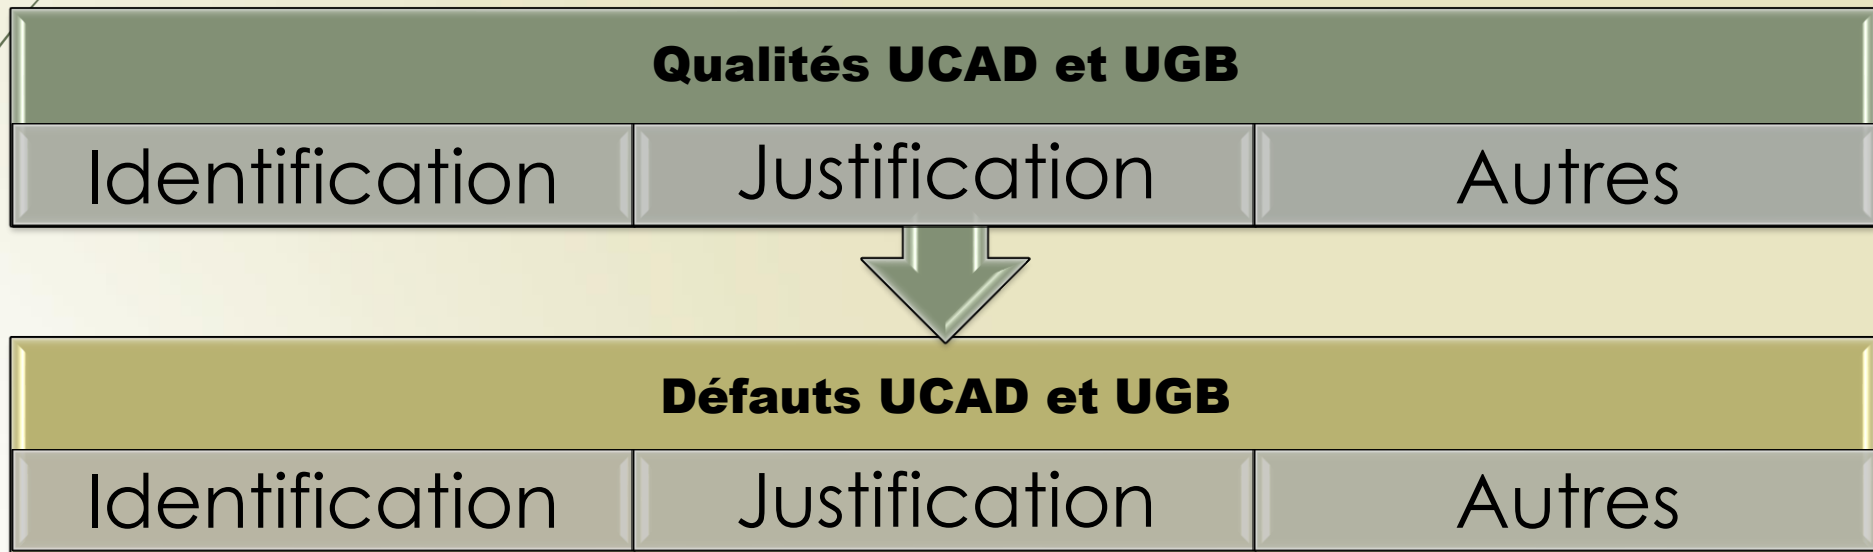 Qualités UCAD et UGB
Identification Justification Autres
Défauts UCAD et UGB
Identification Justification Autres